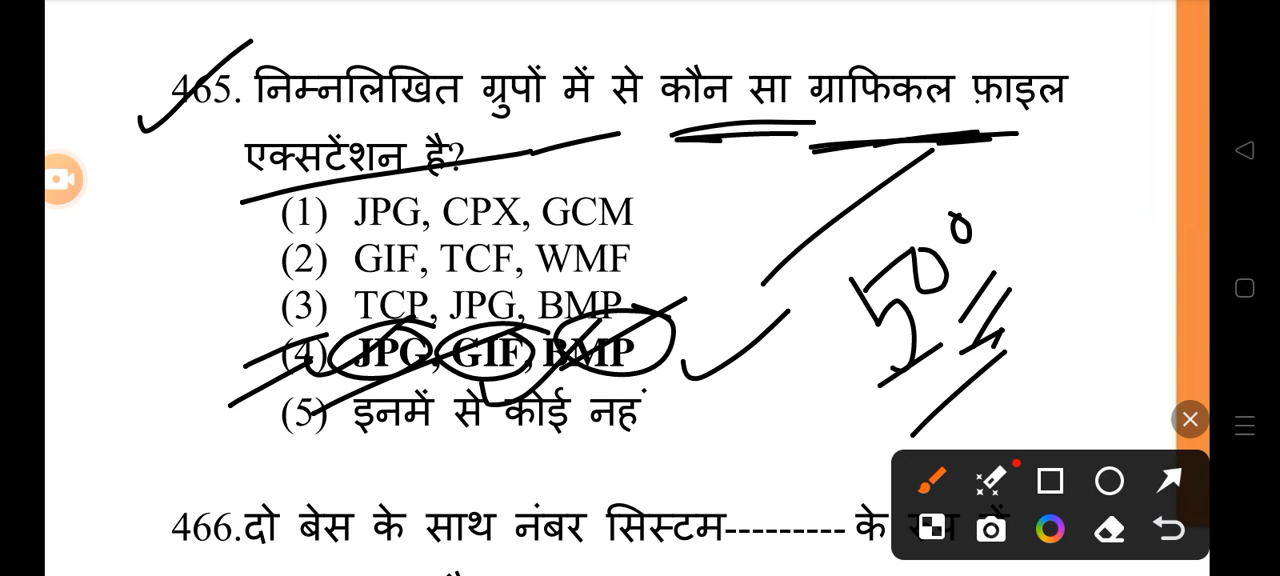 465. निम्नलिखित ग्रुपों में से कौन सा ग्राफिकल फ़ाइल
एक्सटेंशन है?
(1) JPG, CPX, GCM
(2) GIF, TCF, WMF
(3) TCP, JPG, BMP
(4) JPG, GIF, BMP
(5) इनमें से कोई नहं
50°
466.दो बेस के साथ नंबर सिस्टम--------- के